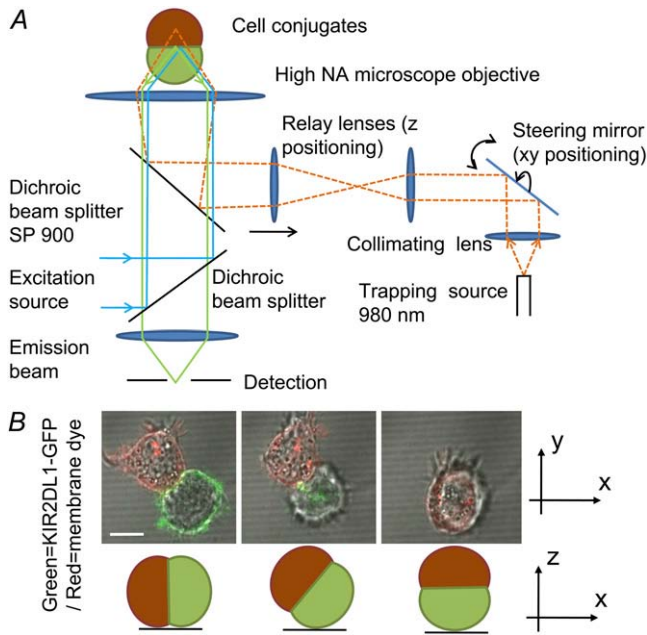 A
Cell conjugates
High NA microscope objective
Relay lenses (z
positioning)
Steering mirror
(xy positioning)
Dichroic
beam splitter
SP 900
Collimating lens
Excitation
source
Dichroic
beam splitter
Trapping source
980 nm
Emission
beam
Detection
B
Green=KIR2DL1-GFP
/ Red=membrane dye
y
x
z
x